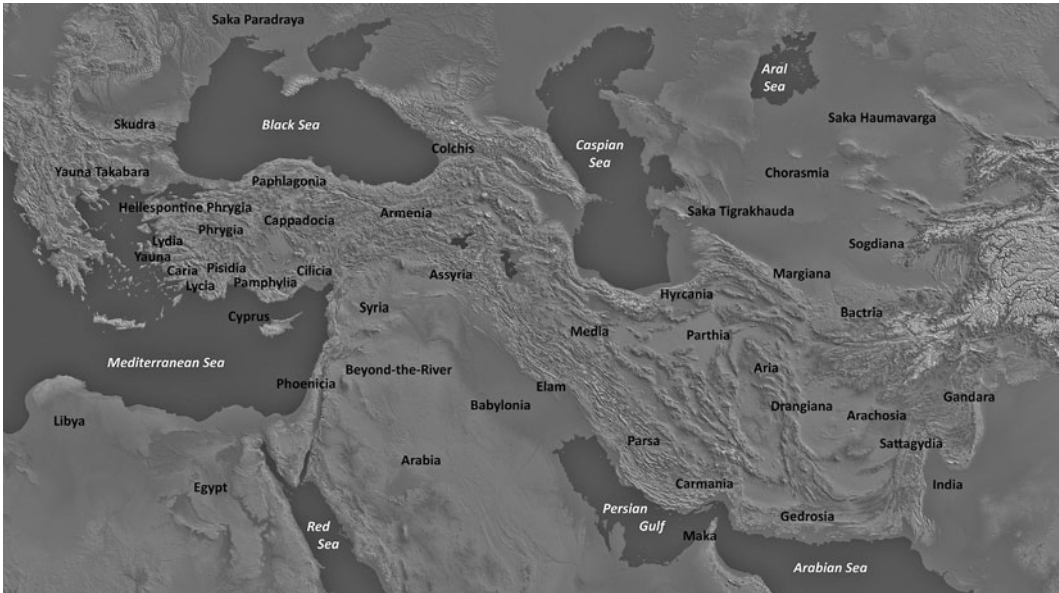 Saka Paradraya
Aral
Sea
Saka Haumavarga
Skudra
Black Sea
Colchis
Caspian
Sea
Yauna Takabara
Paphlagonia
Chorasmia
Hellespontine Phrygia
Cappadocia
Armenia
Saka Tigrakhauda
Phrygia
Lydia
Yauna
Sogdiana
Caria
Pisidia
Cilicia
Assyria
Margiana
Lycia
Pamphylia
Hyrcania
Cyprus
Syria
Bactria
Media
Parthia
Mediterranean Sea
Phoenicia
Beyond-the-River
Elam
Aria
Babylonia
Drangiana
Arachosia
Gandara
Libya
Parsa
Sattagydia
Arabia
Egypt
Carmania
India
Persian
Gulf
Gedrosia
Red
Sea
Maka
Arabian Sea